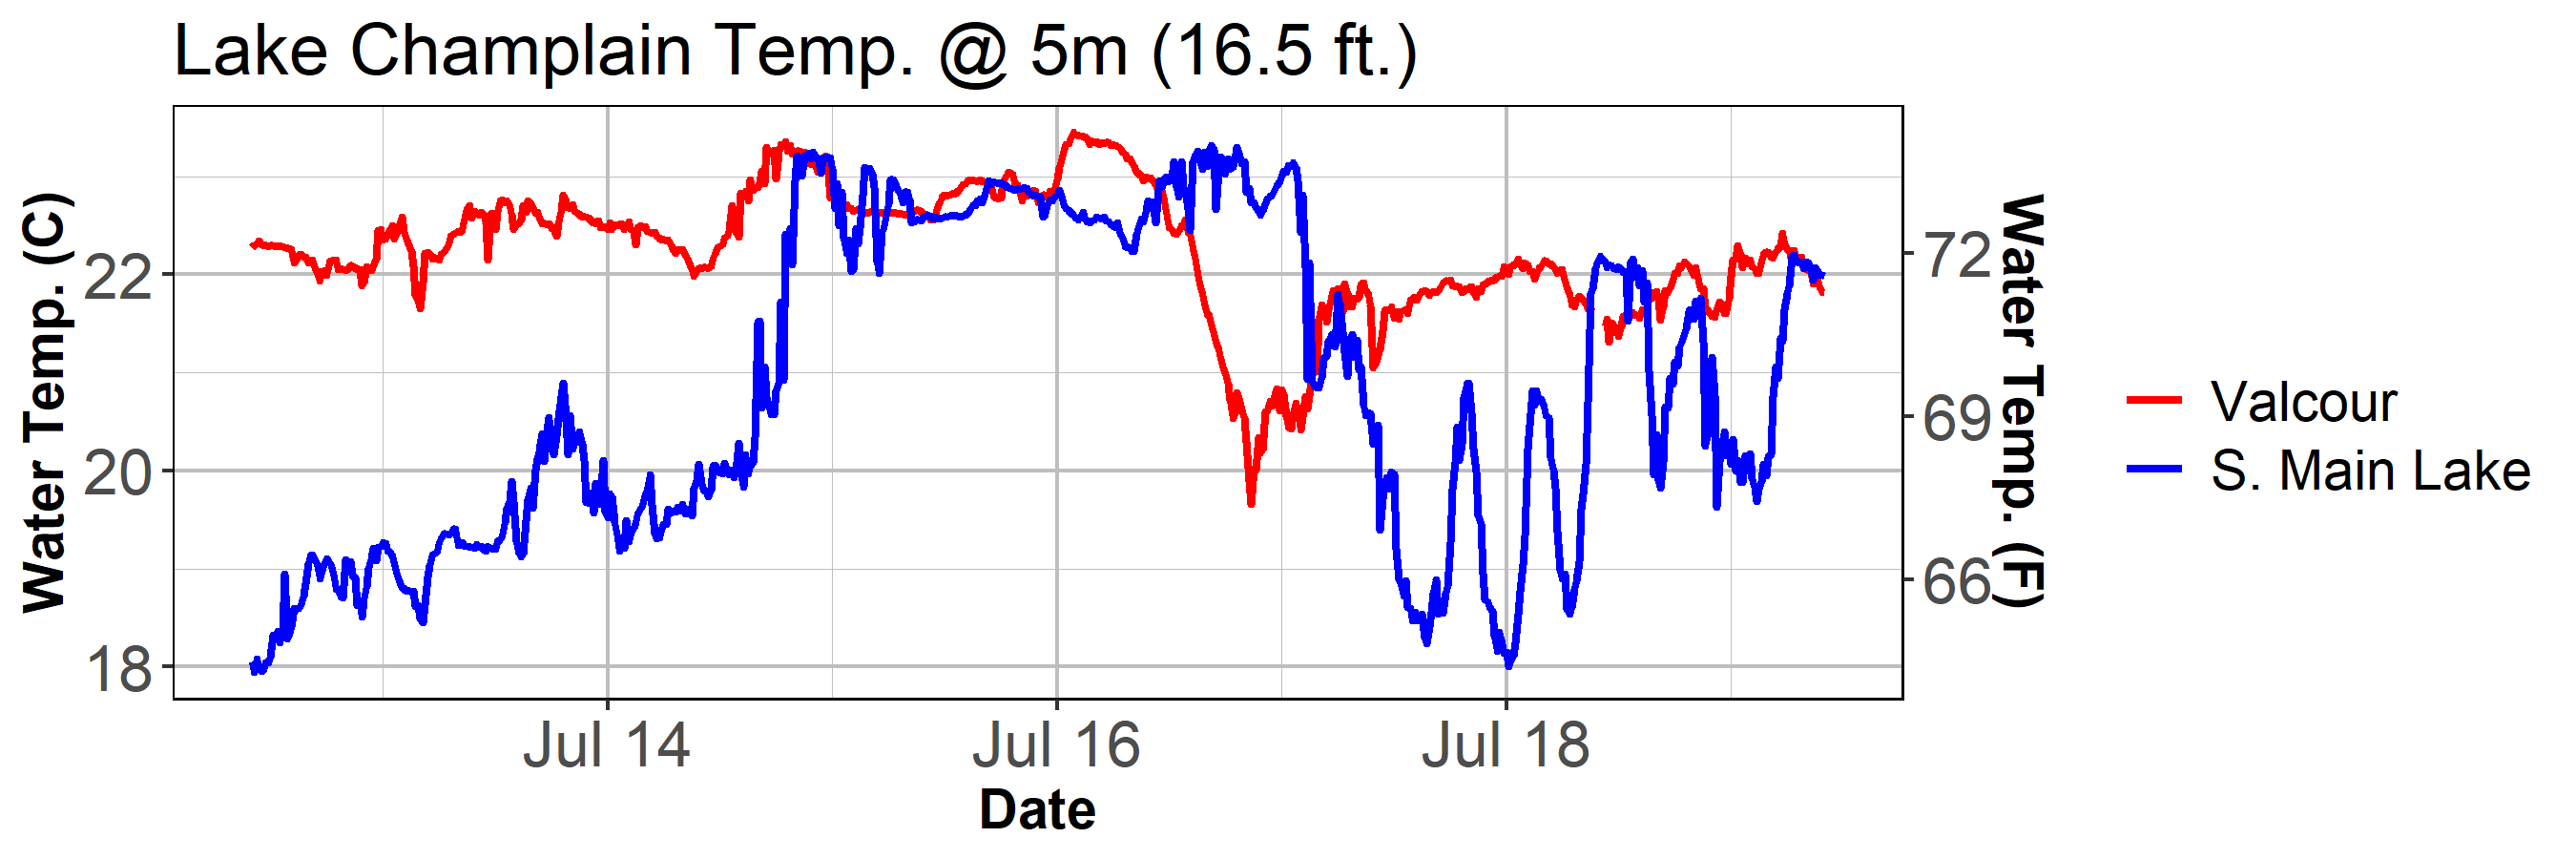 Lake Champlain Temp. @ 5m (16.5 ft.)
Water Temp. (C)
22
20
18
72
69
66
Water Temp. (F)
Jul 14
Jul 16
Jul 18
Date
Valcour
S. Main Lake